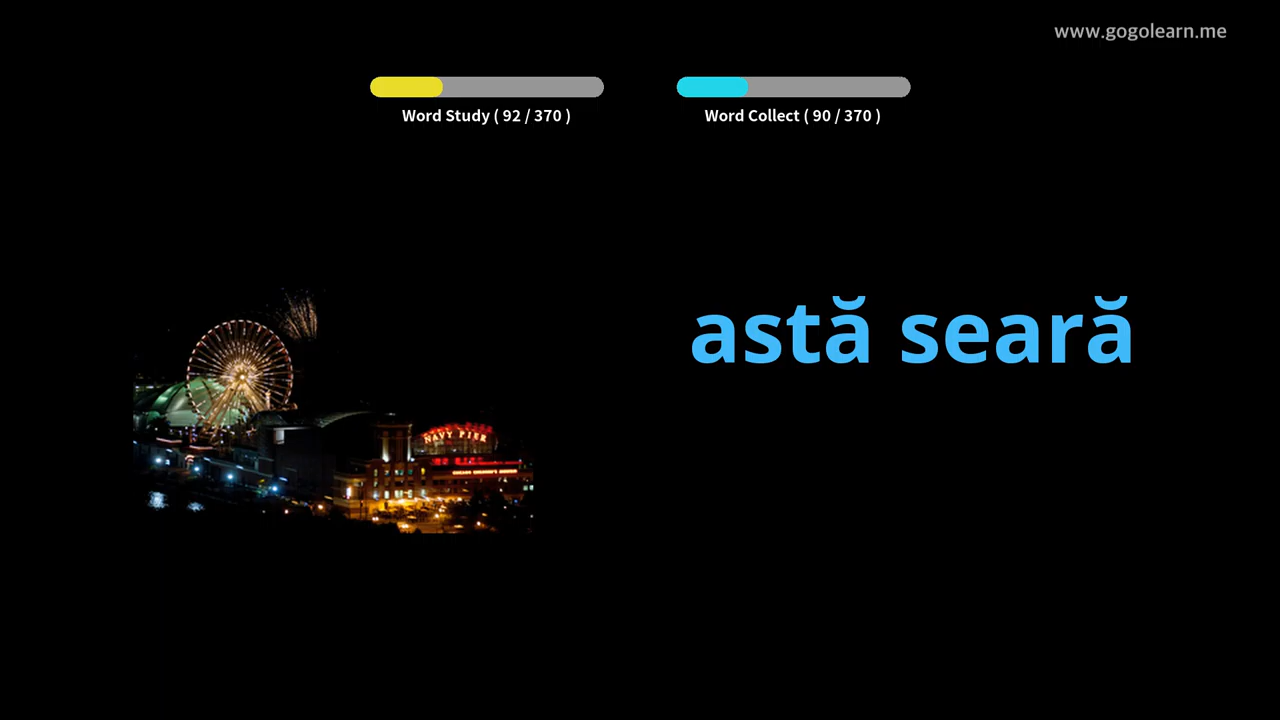 www.gogolearn.me
Word Study ( 92 / 370 )
Word Collect ( 90 / 370 )
astă seară
NAVY PIER